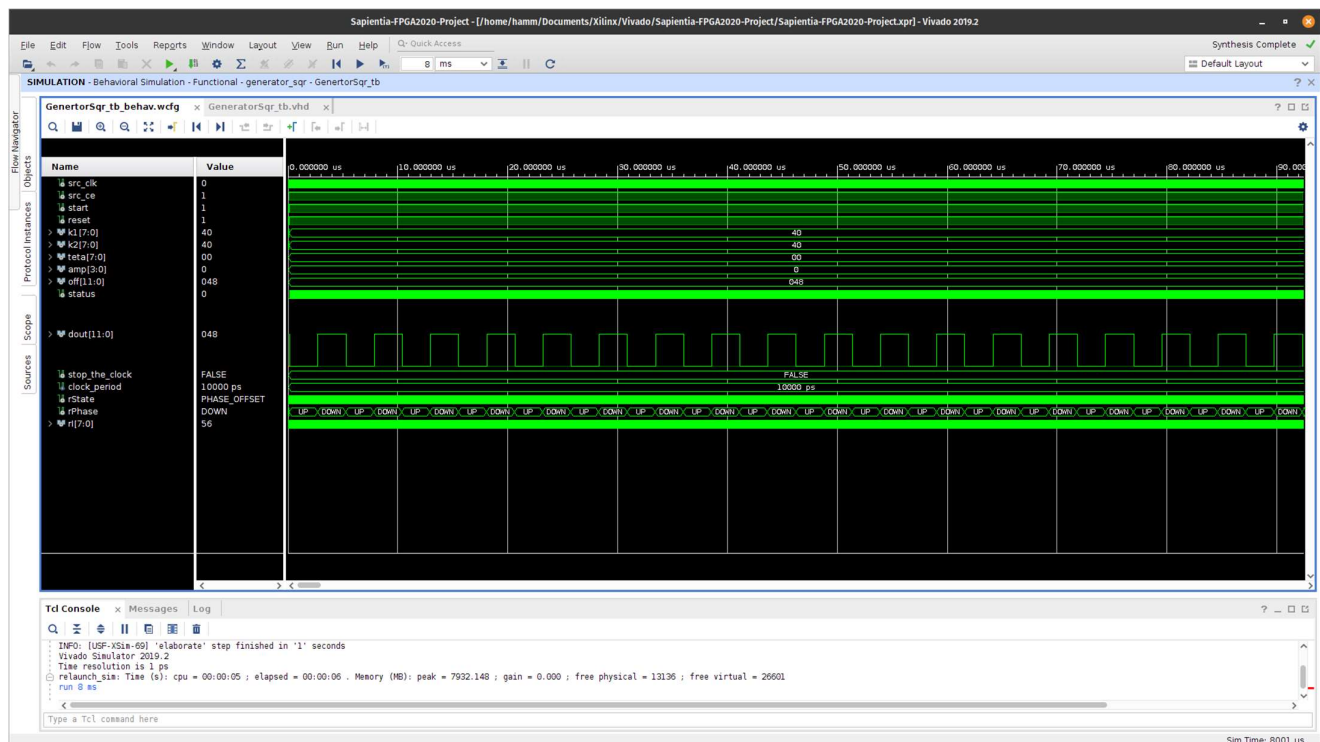 Sapientia-FPGA2020-Project - [/home/hamm/Documents/Xilinx/Vivado/Sapientia-FPGA2020-Project/Sapientia-FPGA2020-Project.xpr] - Vivado 2019.2
File Edit Flow Tools Reports Window Layout View Run Help Q- Quick Access Synthesis Complete
8 ms Default Layout
SIMULATION - Behavioral Simulation - Functional - generator_sqr - GenertorSqr_tb
Flow Navigator
GenertorSqr_tb_behav.wcfg GeneratorSqr_tb.vhd
Objects
Protocol Instances
Scope
Sources
Name Value 0.000000 us 10.000000 us 20.000000 us 30.000000 us 40.000000 us 50.000000 us 60.000000 us 70.000000 us 80.000000 us 90.000
src_clk 0
src_ce 1
start 1
reset 1
k1[7:0] 40 40
k2[7:0] 40 40
teta[7:0] 00 00
amp[3:0] 0 0
off[11:0] 048 048
status 0
dout[11:0] 048
stop_the_clock FALSE FALSE
clock_period 10000 ps 10000 ps
rState PHASE_OFFSET
rPhase DOWN UP DOWN UP DOWN UP DOWN UP DOWN UP DOWN UP DOWN UP DOWN UP DOWN UP DOWN UP DOWN UP DOWN UP DOWN UP DOWN UP DOWN UP DOWN UP DOWN UP DOWN UP DOWN
rI[7:0] 56
Tcl Console Messages Log
INFO: [USF-XSim-69] 'elaborate' step finished in '1' seconds
Vivado Simulator 2019.2
Time resolution is 1 ps
relaunch_sim: Time (s): cpu = 00:00:05 ; elapsed = 00:00:06 . Memory (MB): peak = 7932.148 ; gain = 0.000 ; free physical = 13136 ; free virtual = 26601
run 8 ms
Type a Tcl command here
Sim Time: 8001 us